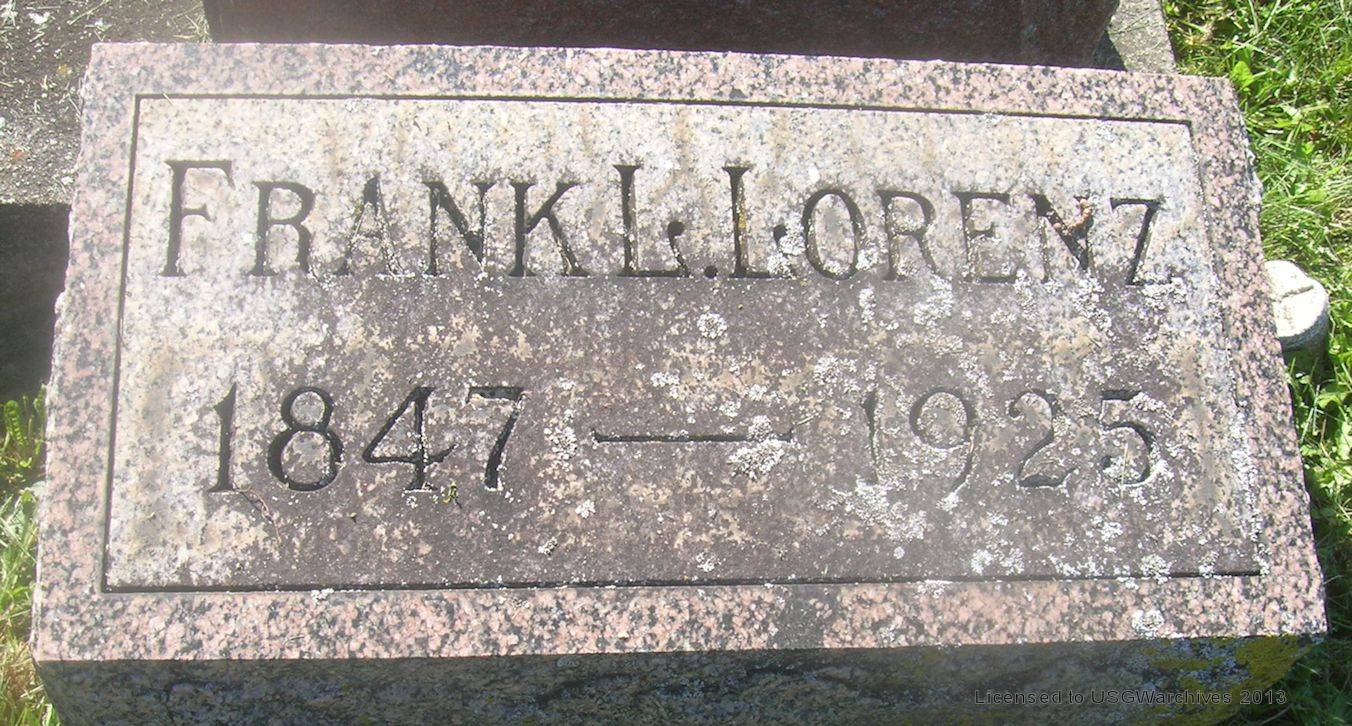 FRANK L. LORENZ
1847 — 1925
Licensed to USGWarchives 2013